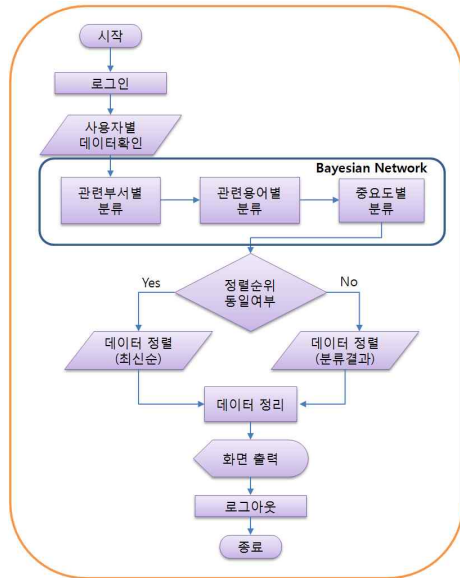 시작
로그인
사용자별
데이터확인
Bayesian Network
관련부서별
분류
관련용어별
분류
중요도별
분류
정렬순위
동일여부
Yes
No
데이터 정렬
(최신순)
데이터 정렬
(분류결과)
데이터 정리
화면 출력
로그아웃
종료